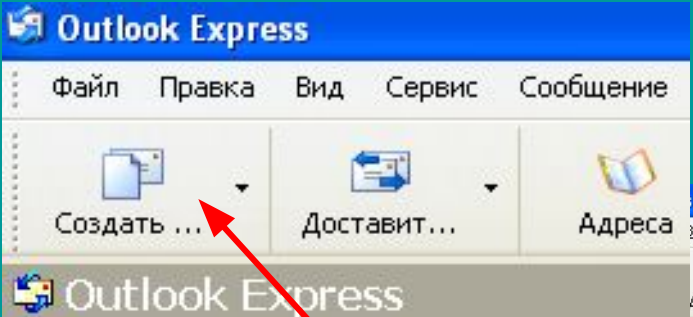 Outlook Express
Файл Правка Вид Сервис Сообщение
Создать ... Доставит... Адреса
Outlook Express